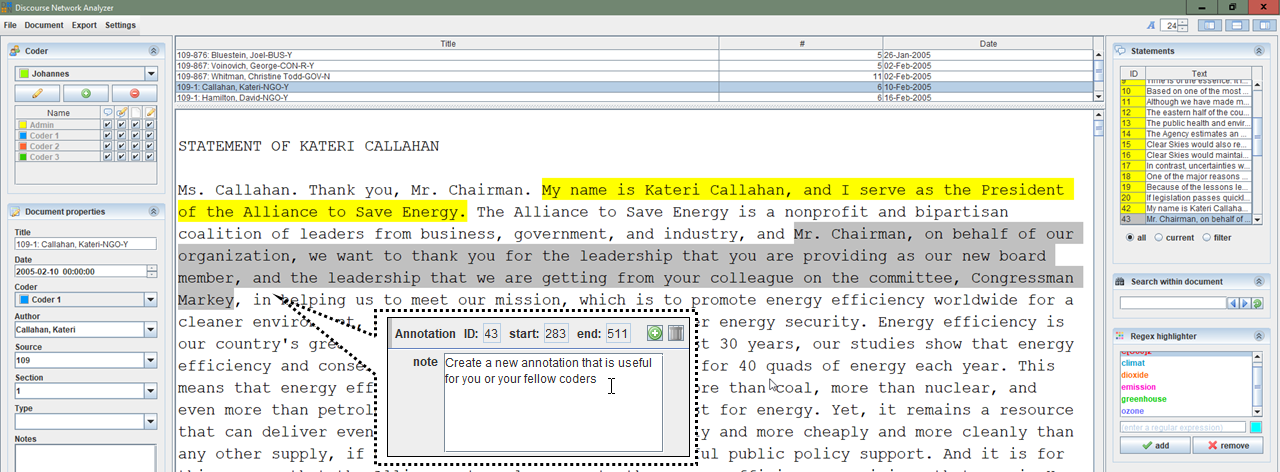 Discourse Network Analyzer
File Document Export Settings
24
Coder
Johannes
Name
Admin
Coder 1
Coder 2
Coder 3
Document properties
Title
109-1: Callahan, Kateri-NGO-Y
Date
2005-02-10 00:00:00
Coder
Coder 1
Author
Callahan, Kateri
Source
109
Section
1
Type
Notes
Title # Date
109-876: Bluestein, Joel-BUS-Y 5 26-Jan-2005
109-867: Voinovich, George-CON-R-Y 5 02-Feb-2005
109-867: Whitman, Christine Todd-GOV-N 11 02-Feb-2005
109-1: Callahan, Kateri-NGO-Y 6 10-Feb-2005
109-1: Hamilton, David-NGO-Y 6 16-Feb-2005
STATEMENT OF KATERI CALLAHAN
Ms. Callahan. Thank you, Mr. Chairman. My name is Kateri Callahan, and I serve as the President
of the Alliance to Save Energy. The Alliance to Save Energy is a nonprofit and bipartisan
coalition of leaders from business, government, and industry, and Mr. Chairman, on behalf of our
organization, we want to thank you for the leadership that you are providing as our new board
member, and the leadership that we are getting from your colleague on the committee, Congressman
Markey, in helping us to meet our mission, which is to promote energy efficiency worldwide for a
cleaner energy security. Energy efficiency is
our country's 30 years, our studies show that energy
efficiency and for 40 quads of energy each year. This
means that energy than coal, more than nuclear, and
even more than for energy. Yet, it remains a resource
that can deliver and more cheaply and more cleanly than
any other supply, if public policy support. And it is for
Annotation ID: 43 start: 283 end: 511
note
Create a new annotation that is useful
for you or your fellow coders
Statements
ID Text
9 Time is of the essence. It i...
10 Based on one of the most ...
11 Although we have made m...
12 The eastern half of the cou...
13 The public health and envir...
14 The Agency estimates an ...
15 Clear Skies would also re...
16 Clear Skies would maintai...
17 In contrast, uncertainties w...
18 One of the major reasons ...
19 Because of the lessons le...
20 If legislation passes quickl...
42 My name is Kateri Callaha...
43 Mr. Chairman, on behalf of ...
all current filter
Search within document
Regex highlighter
climat
dioxide
emission
greenhouse
ozone
(enter a regular expression)
add remove